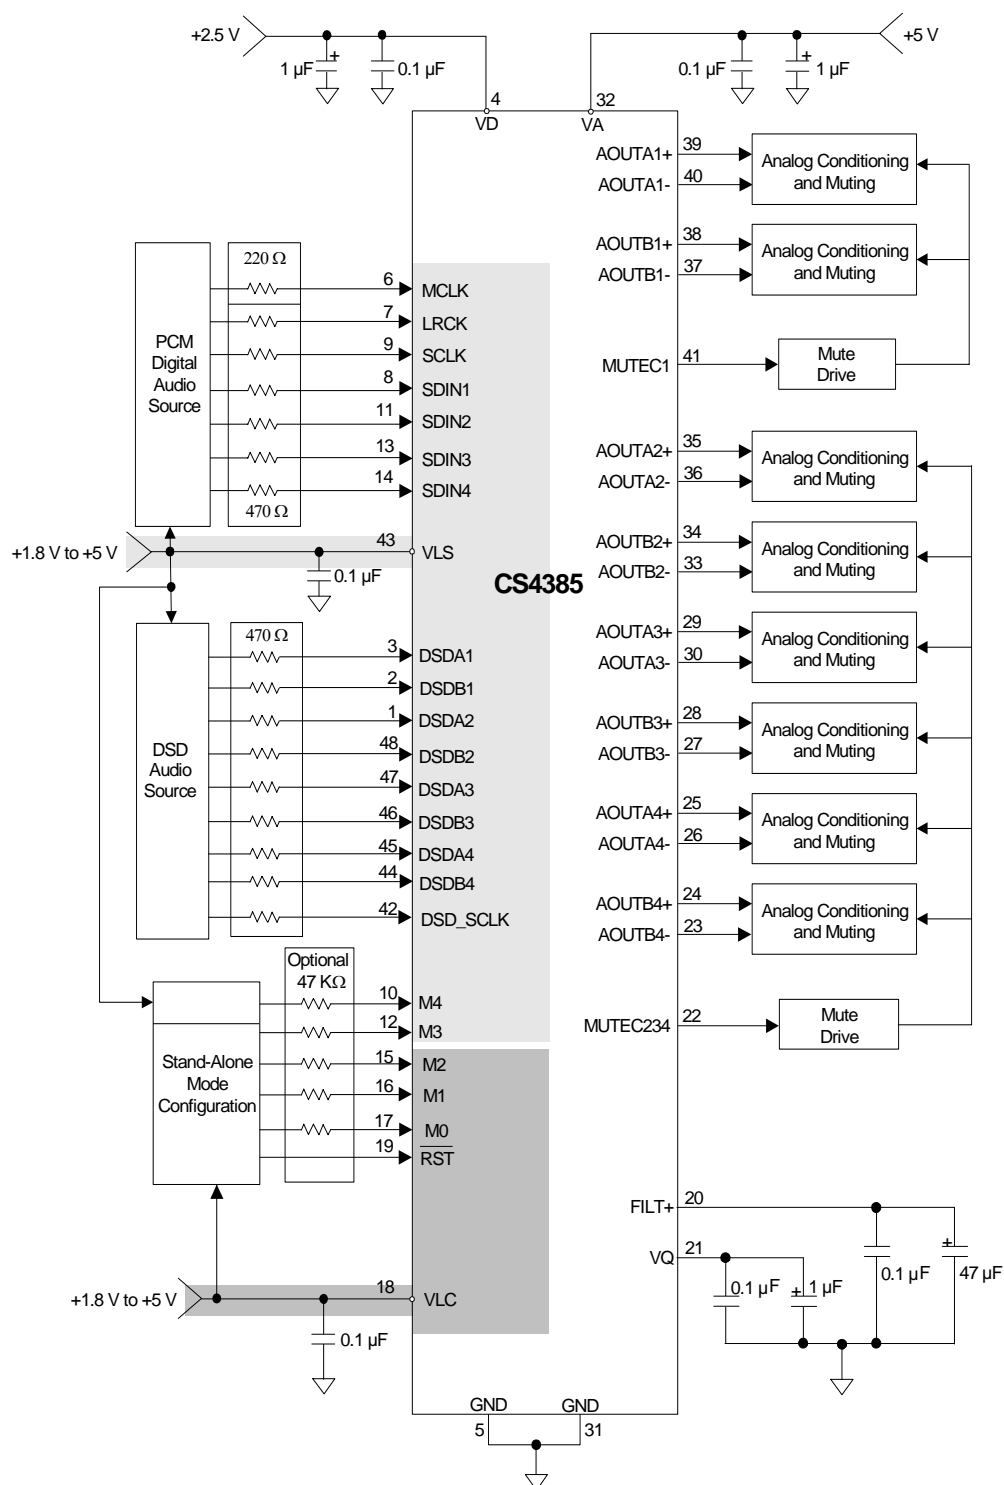 +2.5 V
1 µF
+
0.1 µF
4
VD
+5 V
0.1 µF
+
1 µF
32
VA
PCM
Digital
Audio
Source
220 Ω
470 Ω
6
MCLK
7
LRCK
9
SCLK
8
SDIN1
11
SDIN2
13
SDIN3
14
SDIN4
+1.8 V to +5 V
43
VLS
0.1 µF
CS4385
DSD
Audio
Source
470 Ω
3
DSDA1
2
DSDB1
1
DSDA2
48
DSDB2
47
DSDA3
46
DSDB3
45
DSDA4
44
DSDB4
42
DSD_SCLK
Stand-Alone
Mode
Configuration
Optional
47 KΩ
10
M4
12
M3
15
M2
16
M1
17
M0
19
RST
+1.8 V to +5 V
18
VLC
0.1 µF
AOUTA1+
39
AOUTA1-
40
Analog Conditioning
and Muting
AOUTB1+
38
AOUTB1-
37
Analog Conditioning
and Muting
MUTEC1
41
Mute
Drive
AOUTA2+
35
AOUTA2-
36
Analog Conditioning
and Muting
AOUTB2+
34
AOUTB2-
33
Analog Conditioning
and Muting
AOUTA3+
29
AOUTA3-
30
Analog Conditioning
and Muting
AOUTB3+
28
AOUTB3-
27
Analog Conditioning
and Muting
AOUTA4+
25
AOUTA4-
26
Analog Conditioning
and Muting
AOUTB4+
24
AOUTB4-
23
Analog Conditioning
and Muting
MUTEC234
22
Mute
Drive
FILT+
20
VQ
21
0.1 µF
+
1 µF
0.1 µF
+
47 µF
GND
5
GND
31